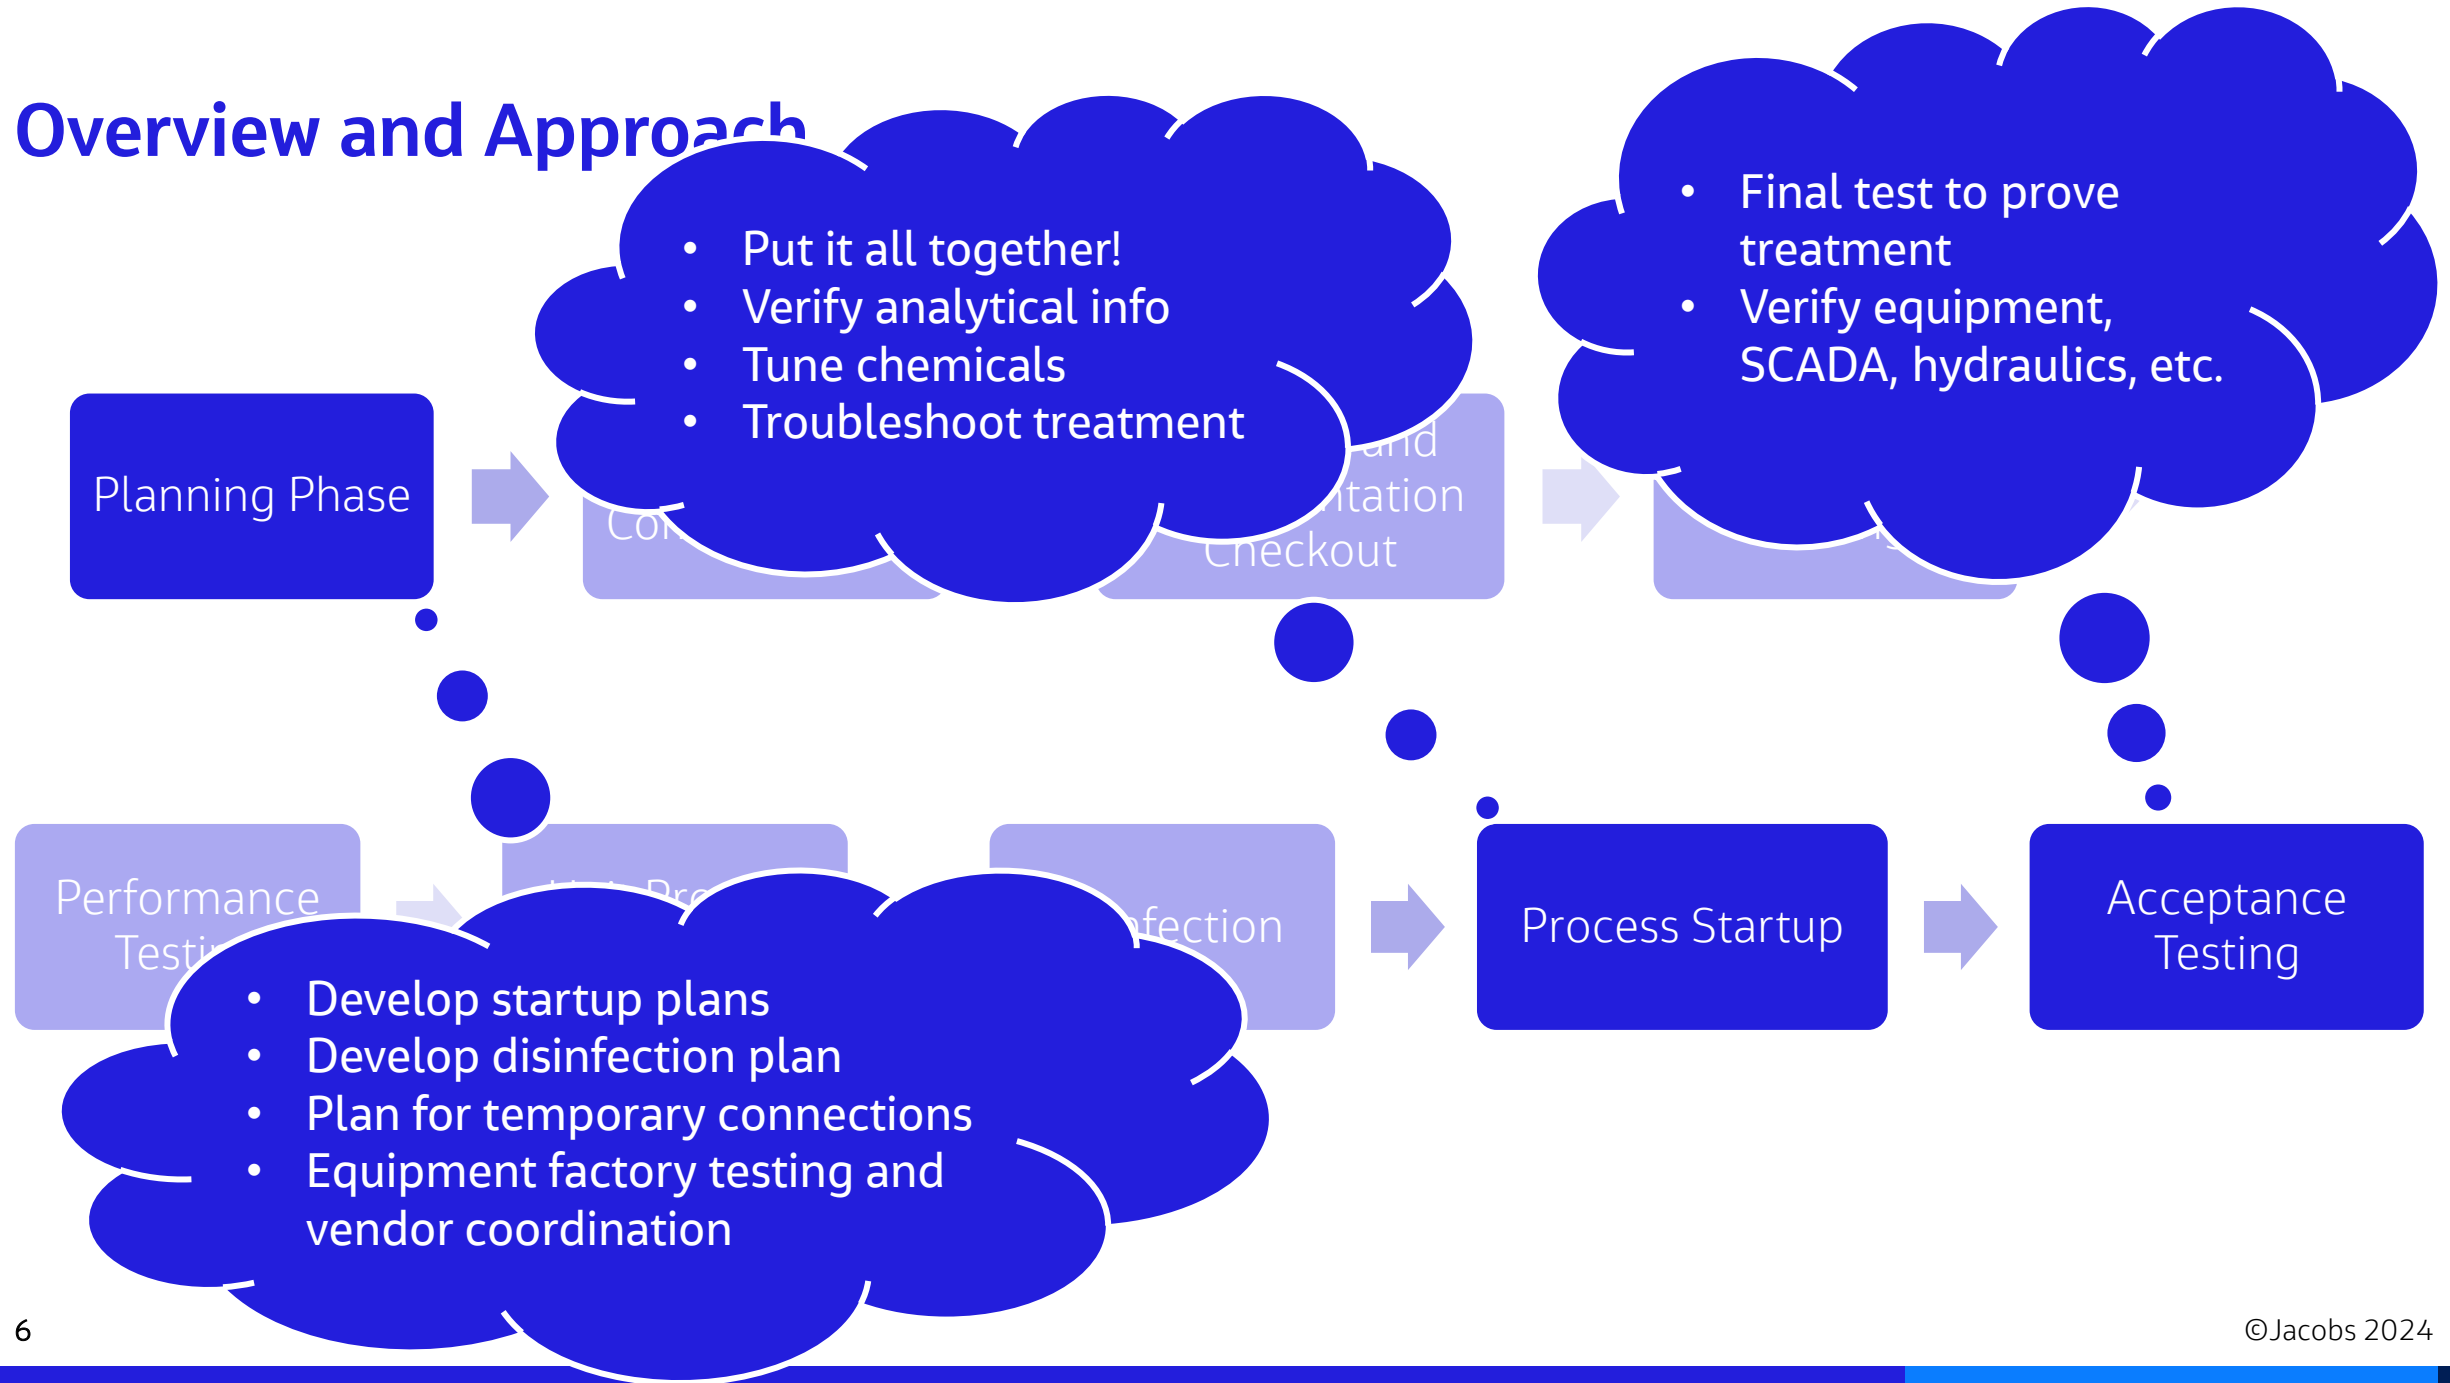 Overview and Approach
• Put it all together!
• Verify analytical info
• Tune chemicals
• Troubleshoot treatment
• Final test to prove
treatment
• Verify equipment,
SCADA, hydraulics, etc.
Planning Phase
and
Checkout
Performance
Process Startup
Acceptance
Testing
• Develop startup plans
• Develop disinfection plan
• Plan for temporary connections
• Equipment factory testing and
vendor coordination
6
©Jacobs 2024